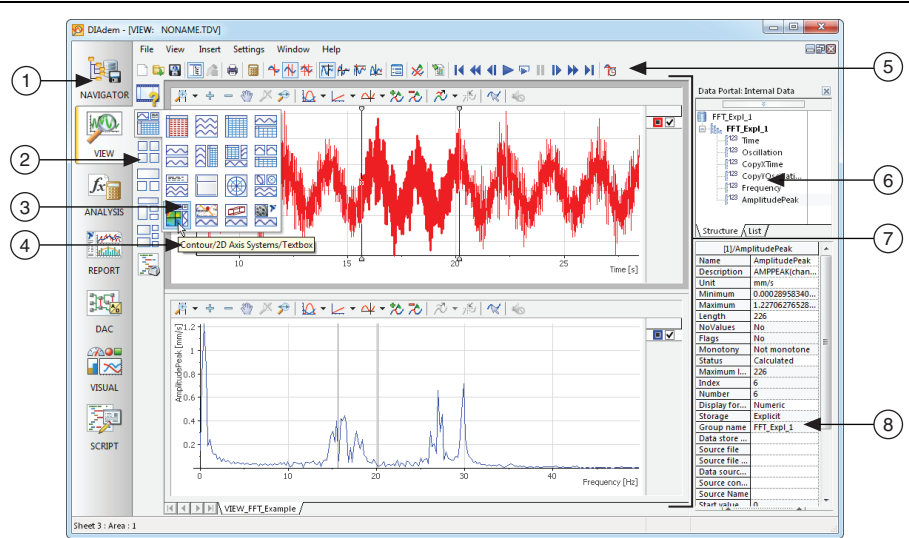 DIAdem - [VIEW:   NONAME.TDV]
File View Insert Settings Window Help
1
NAVIGATOR
VIEW
2
ANALYSIS
3
REPORT
4
Contour/2D Axis Systems/Textbox
DAC
VISUAL
SCRIPT
10 15 20 25
Time [s]
AmplitudePeak [mm/s]
1.2
1
0.8
0.6
0.4
0.2
0 10 20 30 40
Frequency [Hz]
VIEW_FFT_Example
Sheet 3 : Area : 1
5
Data Portal: Internal Data
FFT_Expl_1
FFT_Expl_1
Time
Oscillation
CopyXTime
CopyYOscillati...
Frequency
AmplitudePeak
6
Structure List
7
[1]/AmplitudePeak
Name AmplitudePeak
Description AMPPEAK(chan...
Unit mm/s
Minimum 0.00028958340...
Maximum 1.22706276528...
Length 226
NoValues No
Flags No
Monotony Not monotone
Status Calculated
Maximum l... 226
Index 6
Number 6
Display for... Numeric
Storage Explicit
Group name FFT_Expl_1
8
Data store ...
Source file
Source file ...
Data sourc...
Source con...
Source Name
Start value 0